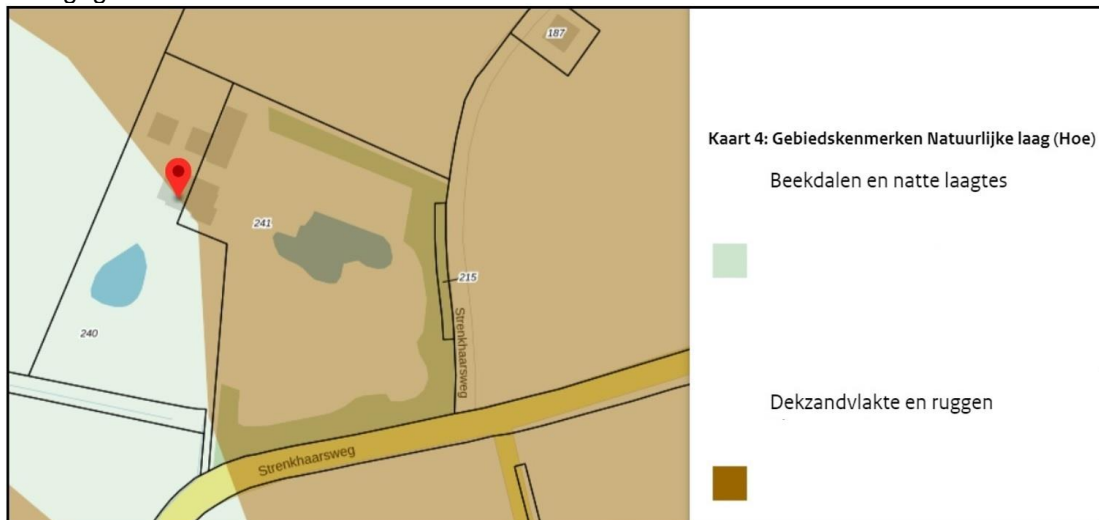 187
241
215
240
Strenkhaarsweg
Strenkhaarsweg
Kaart 4: Gebiedskenmerken Natuurlijke laag (Hoe)
Beekdalen en natte laagtes
Dekzandvlakte en ruggen